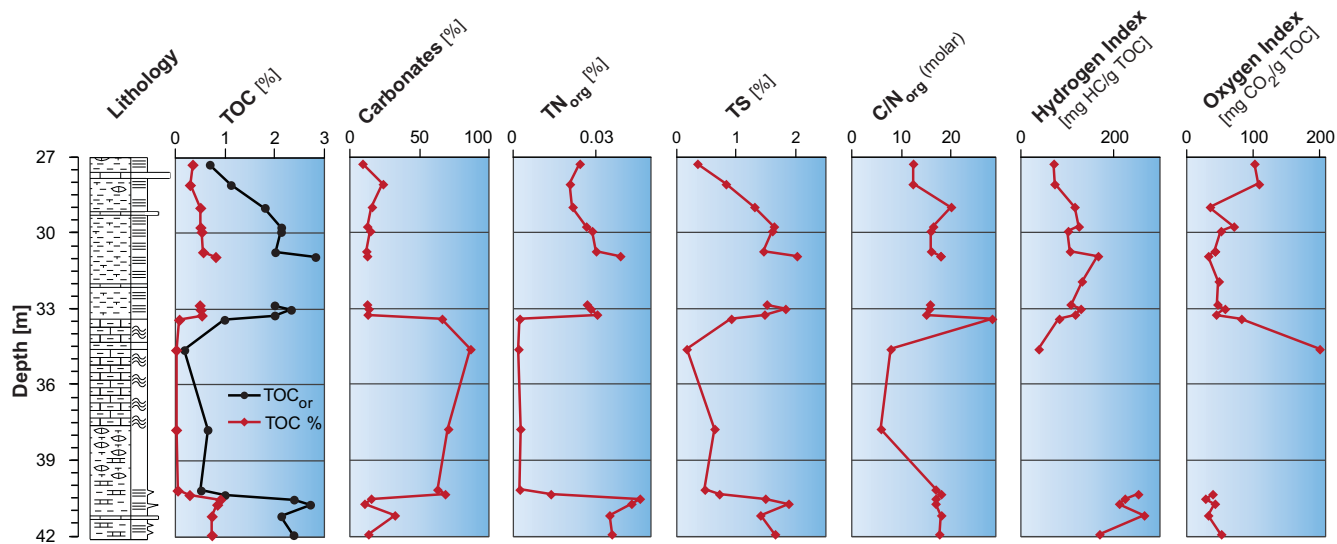 Lithology
TOC [%]
Carbonates [%]
TNorg [%]
TS [%]
C/Norg (molar)
Hydrogen Index
[mg HC/g TOC]
Oxygen Index
[mg CO2/g TOC]
0 1 2 3
0 50 100
0 0.03
0 1 2
0 10 20
0 200
0 100 200
Depth [m]
27
30
33
36
39
42
TOCor
TOC %